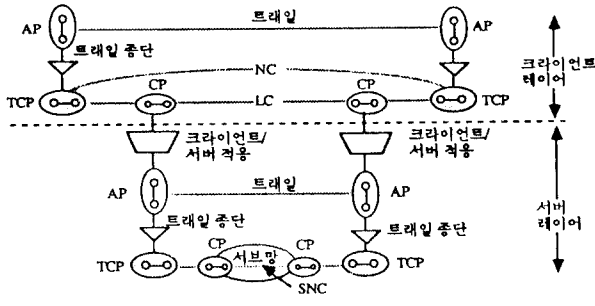 트래일
AP
AP
트래일 종단
NC
크라이언트
레이어
TCP
CP
LC
CP
TCP
크라이언트/
서버 적용
크라이언트/
서버 적용
트래일
AP
AP
트래일 종단
트래일 종단
서버
레이어
CP
서브망
CP
TCP
TCP
SNC